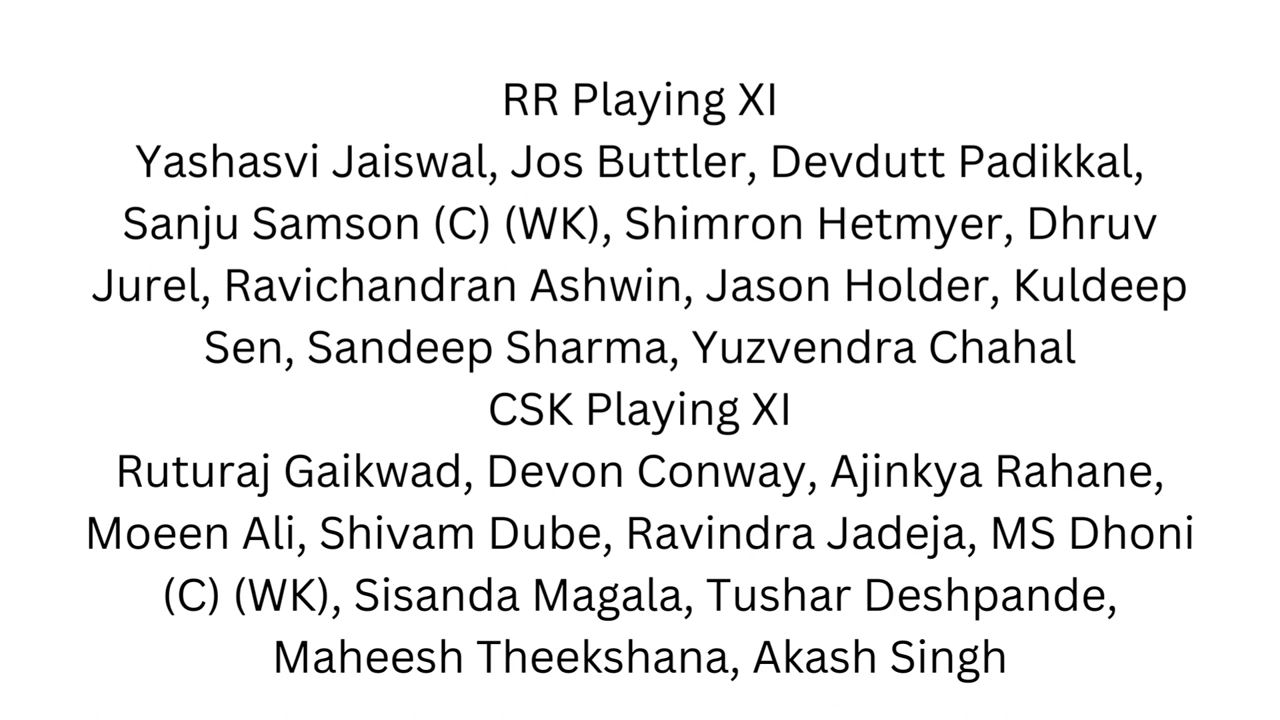 RR Playing XI
Yashasvi Jaiswal, Jos Buttler, Devdutt Padikkal,
Sanju Samson (C) (WK), Shimron Hetmyer, Dhruv
Jurel, Ravichandran Ashwin, Jason Holder, Kuldeep
Sen, Sandeep Sharma, Yuzvendra Chahal
CSK Playing XI
Ruturaj Gaikwad, Devon Conway, Ajinkya Rahane,
Moeen Ali, Shivam Dube, Ravindra Jadeja, MS Dhoni
(C) (WK), Sisanda Magala, Tushar Deshpande,
Maheesh Theekshana, Akash Singh